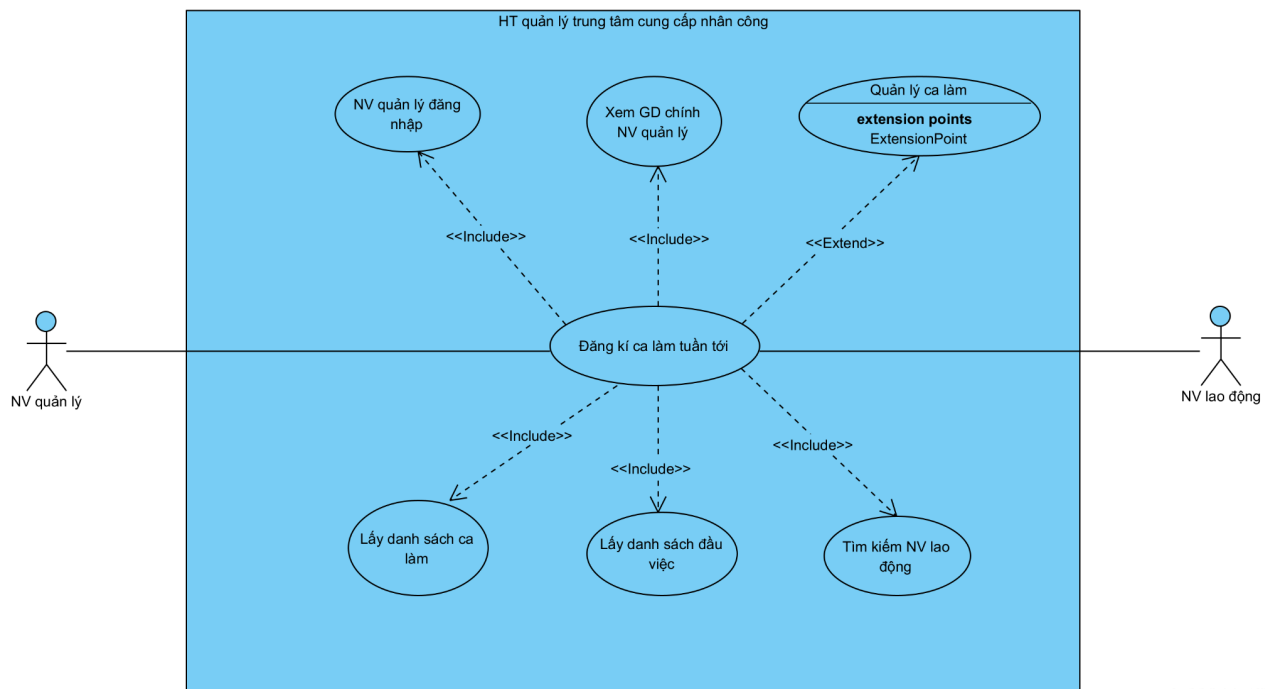 HT quản lý trung tâm cung cấp nhân công
NV quản lý đăng
nhập
Xem GD chính
NV quản lý
Quản lý ca làm
extension points
ExtensionPoint
<<Include>>
<<Include>>
<<Extend>>
Đăng kí ca làm tuần tới
NV quản lý
NV lao động
<<Include>>
<<Include>>
<<Include>>
Lấy danh sách ca
làm
Lấy danh sách đầu
việc
Tìm kiếm NV lao
động